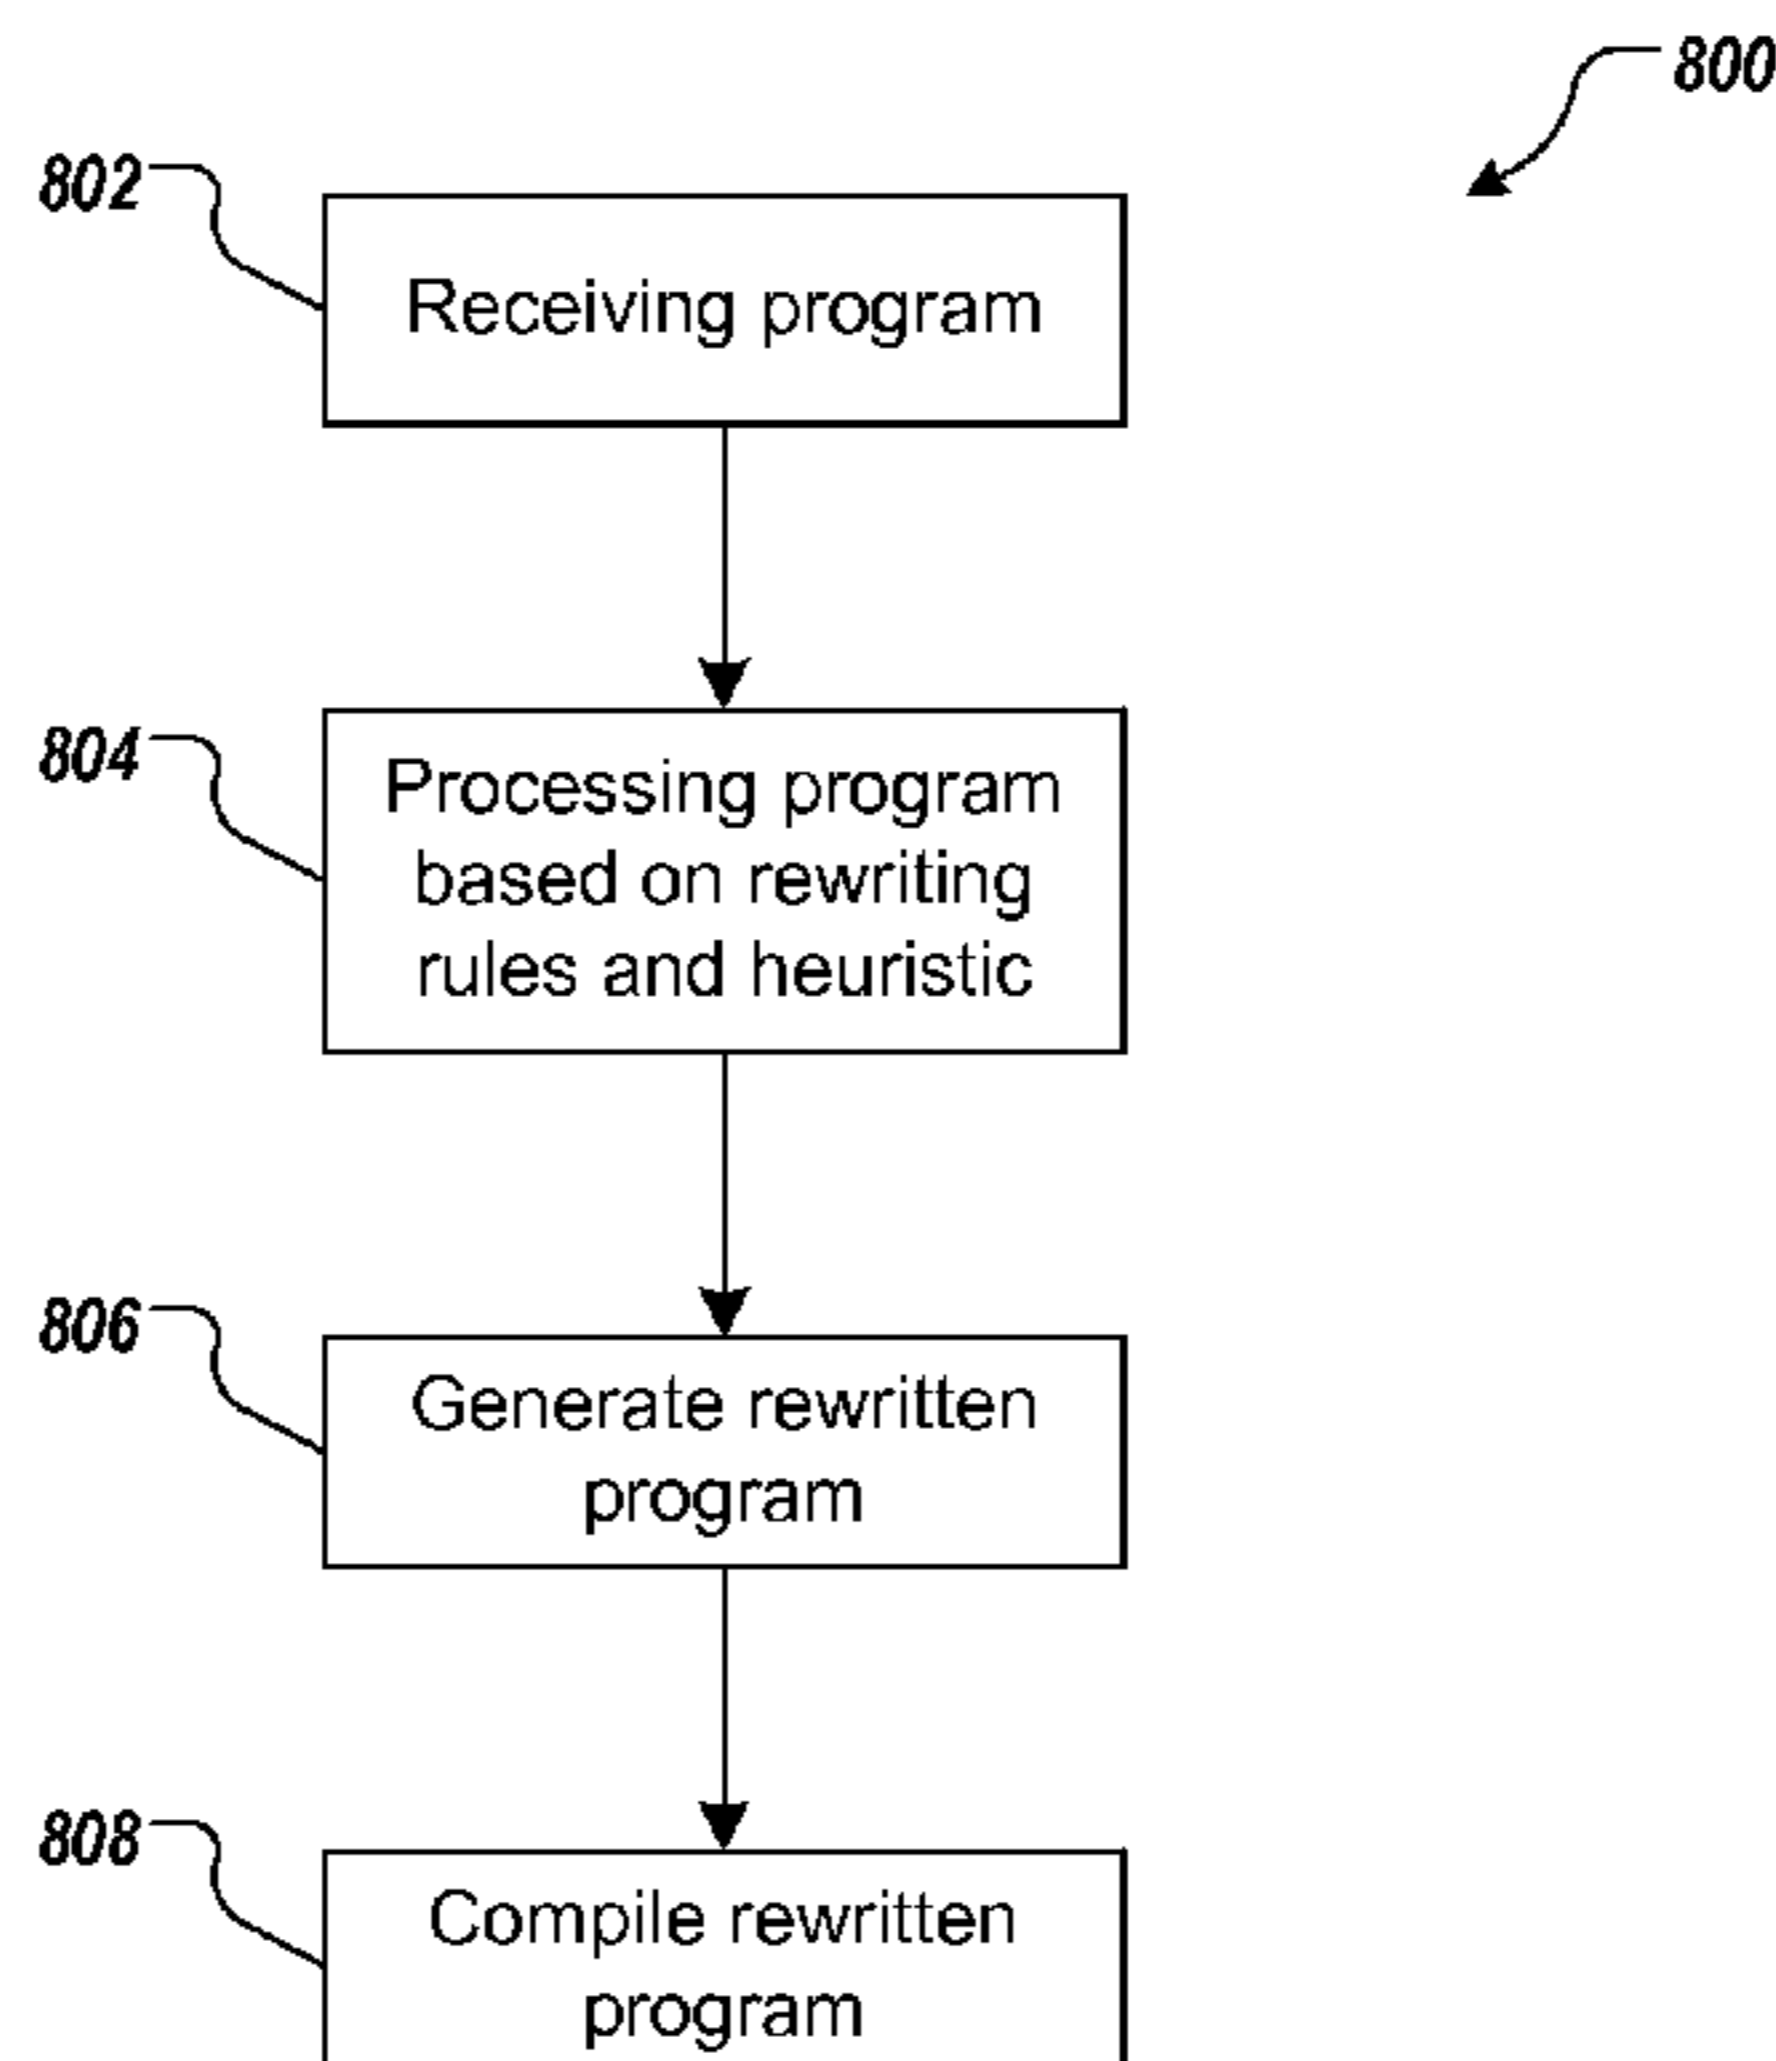 800
802
Receiving program
804
Processing program
based on rewriting
rules and heuristic
806
Generate rewritten
program
808
Compile rewritten
program